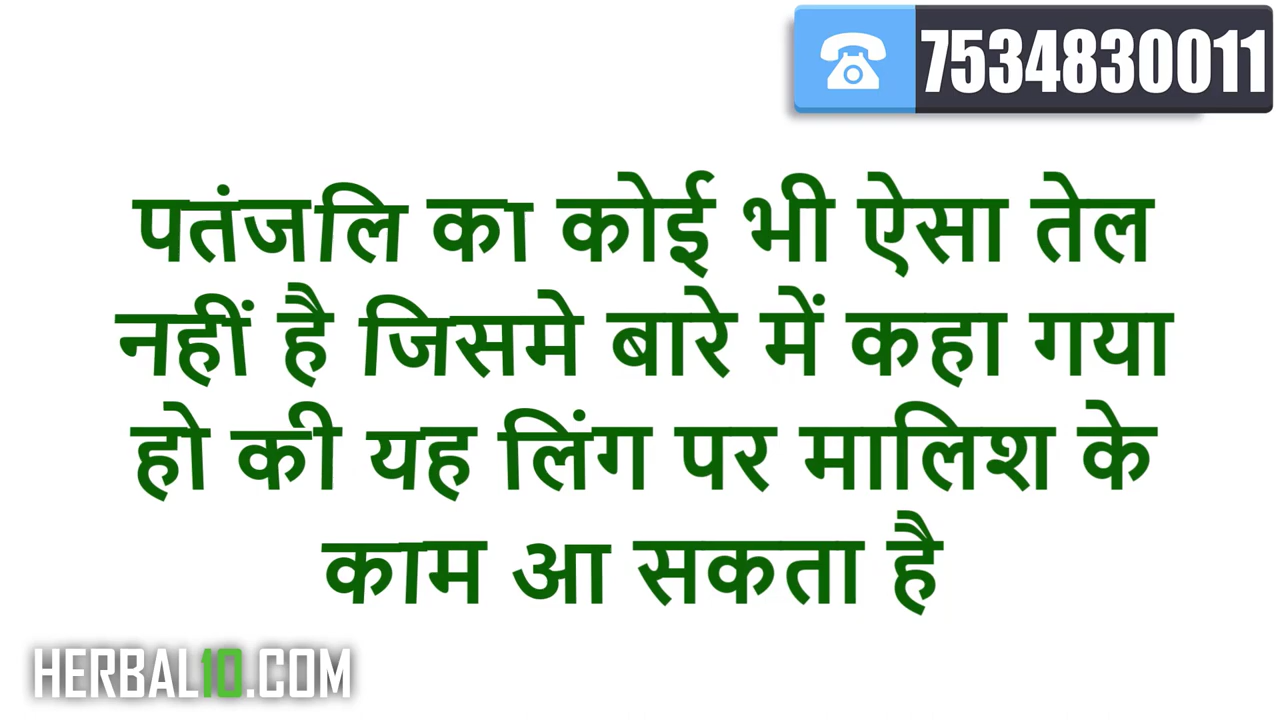 7534830011
पतंजलि का कोई भी ऐसा तेल
नहीं है जिसमे बारे में कहा गया
हो की यह लिंग पर मालिश के
काम आ सकता है
HERBAL10.COM